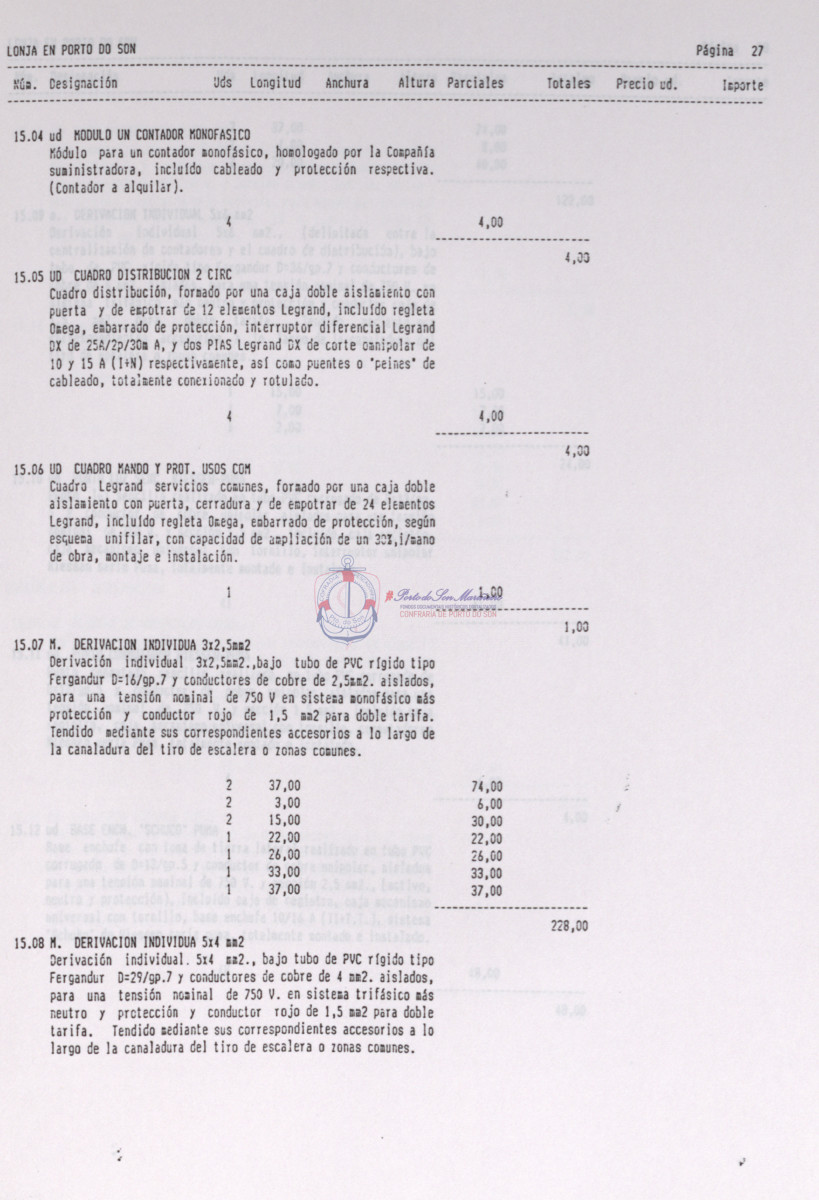 LONJA EN PORTO DO SON Página 27
Núm. Designación Uds Longitud Anchura Altura Parciales Totales Precio ud. Importe
15.04 ud MODULO UN CONTADOR MONOFASICO
Módulo para un contador monofásico, homologado por la Compañía
suministradora, incluído cableado y protección respectiva.
(Contador a alquilar).
4 4,00
4,00
15.05 UD CUADRO DISTRIBUCION 2 CIRC
Cuadro distribución, formado por una caja doble aislamiento con
puerta y de empotrar de 12 elementos Legrand, incluído regleta
Omega, embarrado de protección, interruptor diferencial Legrand
DX de 25A/2p/30m A, y dos PIAS Legrand DX de corte omnipolar de
10 y 15 A (I+N) respectivamente, así como puentes o "peines" de
cableado, totalmente conexionado y rotulado.
4 4,00
4,00
15.06 UD CUADRO MANDO Y PROT. USOS COM
Cuadro Legrand servicios comunes, formado por una caja doble
aislamiento con puerta, cerradura y de empotrar de 24 elementos
Legrand, incluído regleta Omega, embarrado de protección, según
esquema unifilar, con capacidad de ampliación de un 30%,i/mano
de obra, montaje e instalación.
1 1,00
Porto do Son
CONFRARÍA DE PORTO DO SON
1,00
15.07 M. DERIVACION INDIVIDUA 3x2,5mm2
Derivación individual 3x2,5mm2.,bajo tubo de PVC rígido tipo
Fergandur D=16/gp.7 y conductores de cobre de 2,5mm2. aislados,
para una tensión nominal de 750 V en sistema monofásico más
protección y conductor rojo de 1,5 mm2 para doble tarifa.
Tendido mediante sus correspondientes accesorios a lo largo de
la canaladura del tiro de escalera o zonas comunes.
2 37,00 74,00
2 3,00 6,00
2 15,00 30,00
1 22,00 22,00
1 26,00 26,00
1 33,00 33,00
1 37,00 37,00
228,00
15.08 M. DERIVACION INDIVIDUA 5x4 mm2
Derivación individual. 5x4 mm2., bajo tubo de PVC rígido tipo
Fergandur D=29/gp.7 y conductores de cobre de 4 mm2. aislados,
para una tensión nominal de 750 V. en sistema trifásico más
neutro y protección y conductor rojo de 1,5 mm2 para doble
tarifa. Tendido mediante sus correspondientes accesorios a lo
largo de la canaladura del tiro de escalera o zonas comunes.